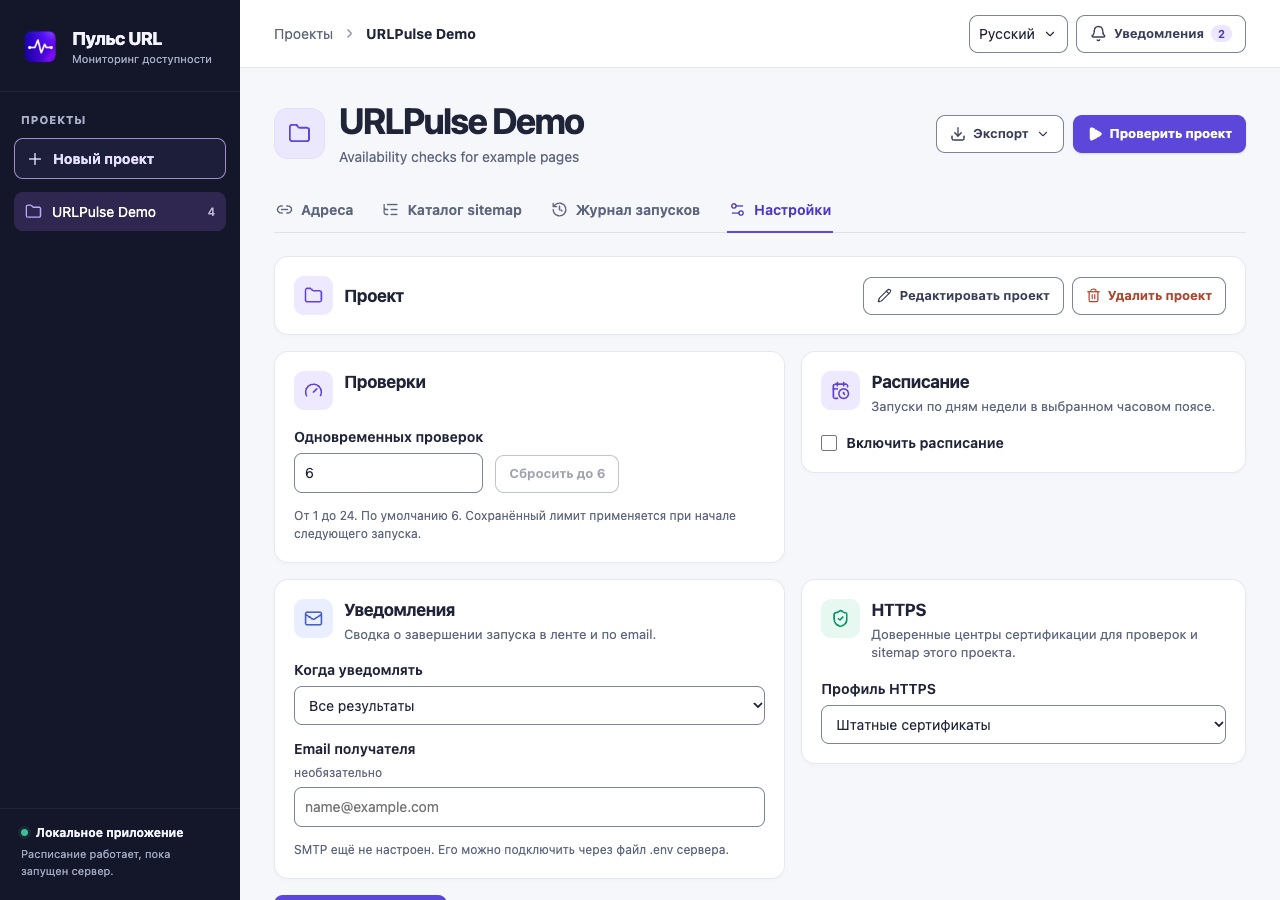 Пульс URL
Мониторинг доступности
ПРОЕКТЫ
Новый проект
URLPulse Demo 4
Локальное приложение
Расписание работает, пока
запущен сервер.
Проекты > URLPulse Demo
Русский
Уведомления 2
URLPulse Demo
Availability checks for example pages
Экспорт
Проверить проект
Адреса
Каталог sitemap
Журнал запусков
Настройки
Проект
Редактировать проект
Удалить проект
Проверки
Одновременных проверок
6
Сбросить до 6
От 1 до 24. По умолчанию 6. Сохранённый лимит применяется при начале
следующего запуска.
Расписание
Запуски по дням недели в выбранном часовом поясе.
Включить расписание
Уведомления
Сводка о завершении запуска в ленте и по email.
Когда уведомлять
Все результаты
Email получателя
необязательно
name@example.com
SMTP ещё не настроен. Его можно подключить через файл .env сервера.
HTTPS
Доверенные центры сертификации для проверок и
sitemap этого проекта.
Профиль HTTPS
Штатные сертификаты